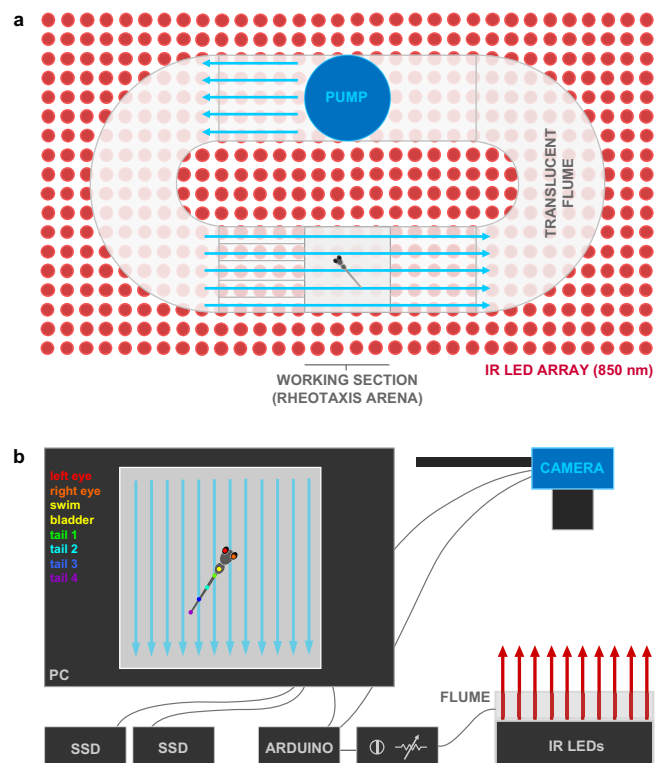 a
PUMP
TRANSLUCENT
FLUME
IR LED ARRAY (850 nm)
WORKING SECTION
(RHEOTAXIS ARENA)
b
left eye
right eye
swim
bladder
tail 1
tail 2
tail 3
tail 4
PC
CAMERA
FLUME
SSD
SSD
ARDUINO
IR LEDs